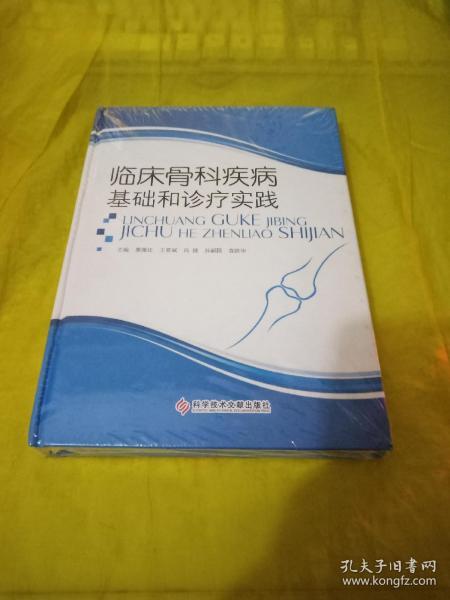 临床骨科疾病
基础和诊疗实践
LINCHUANG GUKE JIBING
JICHU HE ZHENLIAO SHIJIAN
主编
科学技术文献出版社
孔夫子旧书网
www.kongfz.com